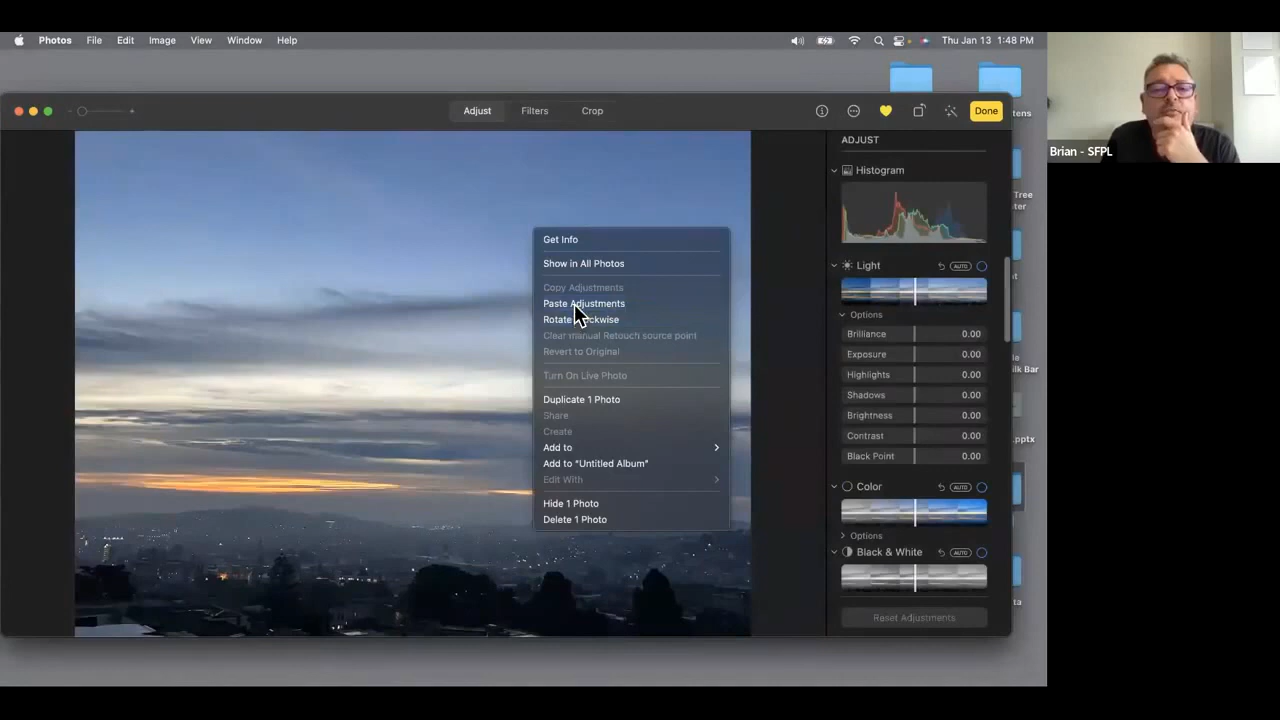 Photos File Edit Image View Window Help
Thu Jan 13 1:48 PM
Adjust Filters Crop
Done
Brian - SFPL
ADJUST
Histogram
Light AUTO
Options
Brilliance 0.00
Exposure 0.00
Highlights 0.00
Shadows 0.00
Brightness 0.00
Contrast 0.00
Black Point 0.00
Color AUTO
Options
Black & White AUTO
Reset Adjustments
Get Info
Show in All Photos
Copy Adjustments
Paste Adjustments
Rotate
Clear manual Retouch source point
Revert to Original
Turn On Live Photo
Duplicate 1 Photo
Share
Create
Add to
Add to “Untitled Album”
Edit With
Hide 1 Photo
Delete 1 Photo
Tree
lk Bar
.pptx